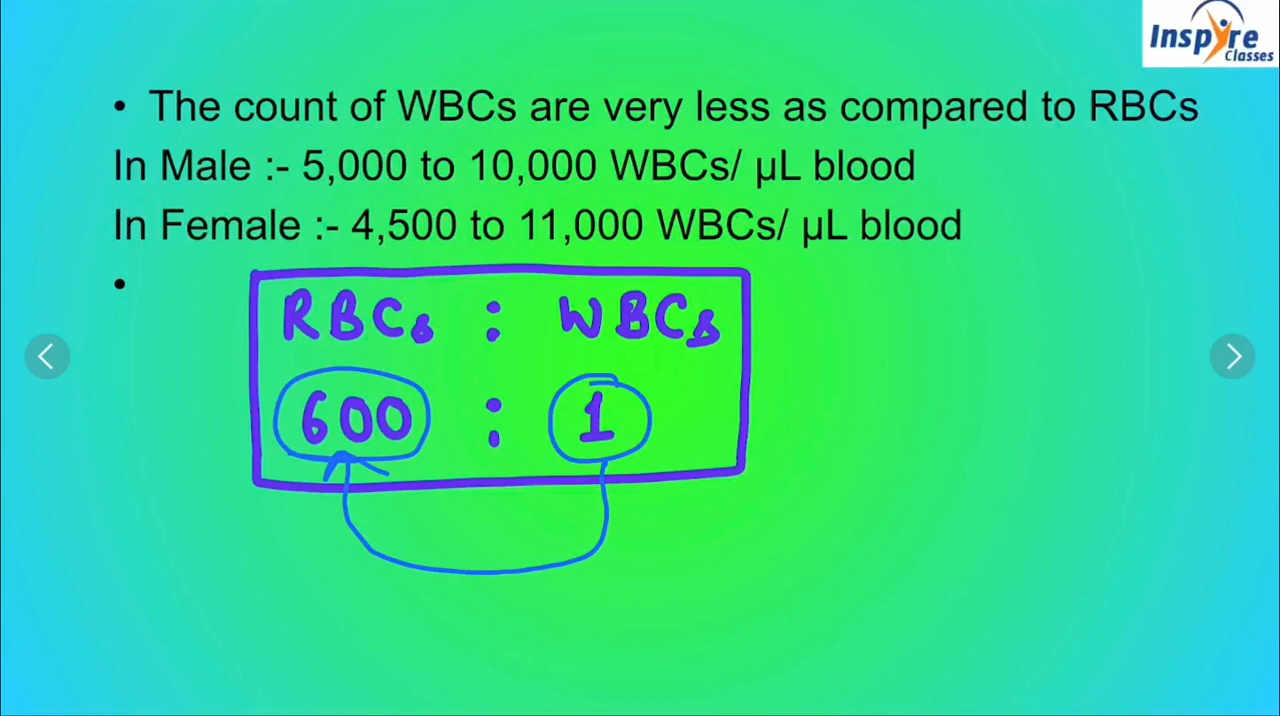 Inspyre
Classes
• The count of WBCs are very less as compared to RBCs
In Male :- 5,000 to 10,000 WBCs/ µL blood
In Female :- 4,500 to 11,000 WBCs/ µL blood
•
RBCs : WBCs
600 : 1